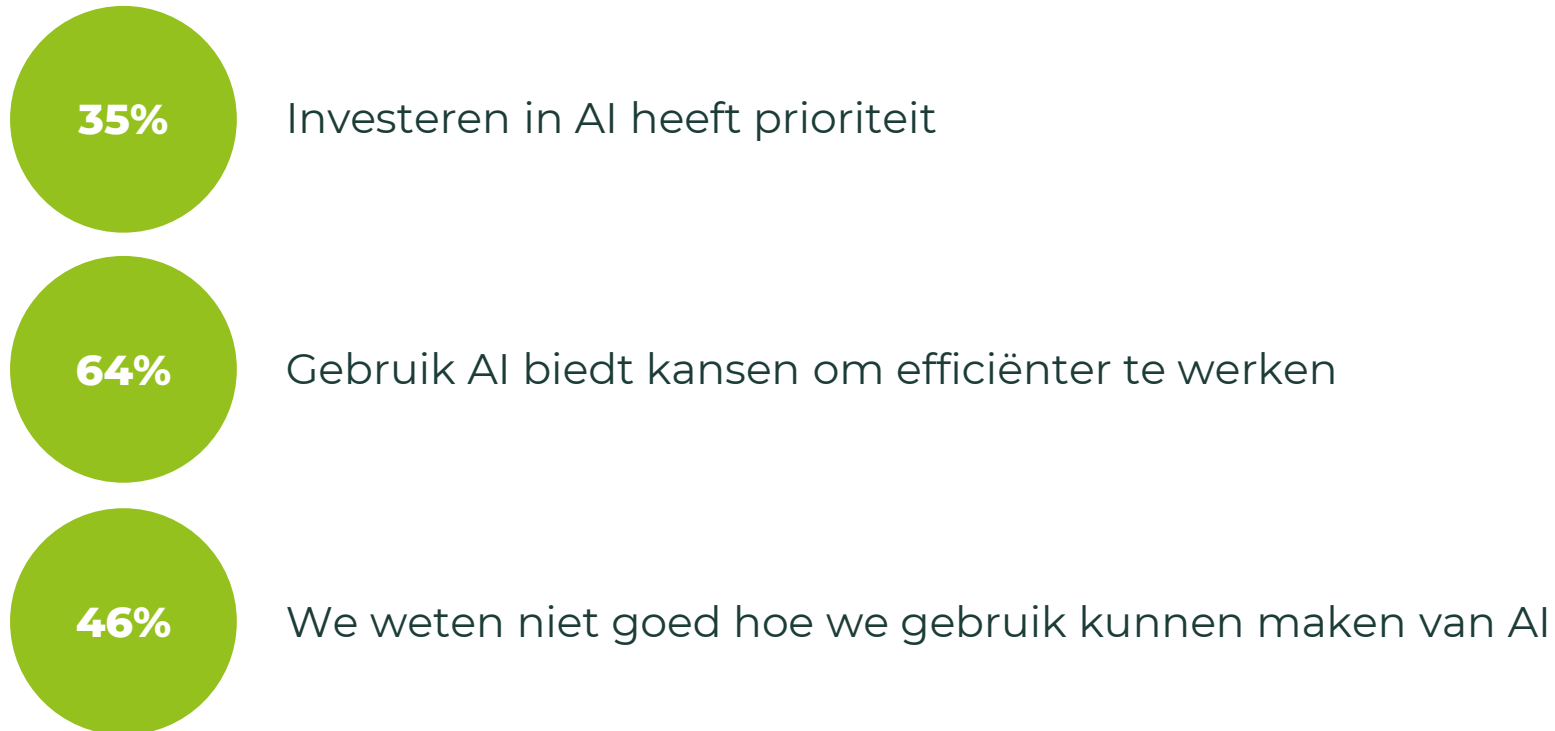 35% Investeren in AI heeft prioriteit
64% Gebruik AI biedt kansen om efficiënter te werken
46% We weten niet goed hoe we gebruik kunnen maken van AI